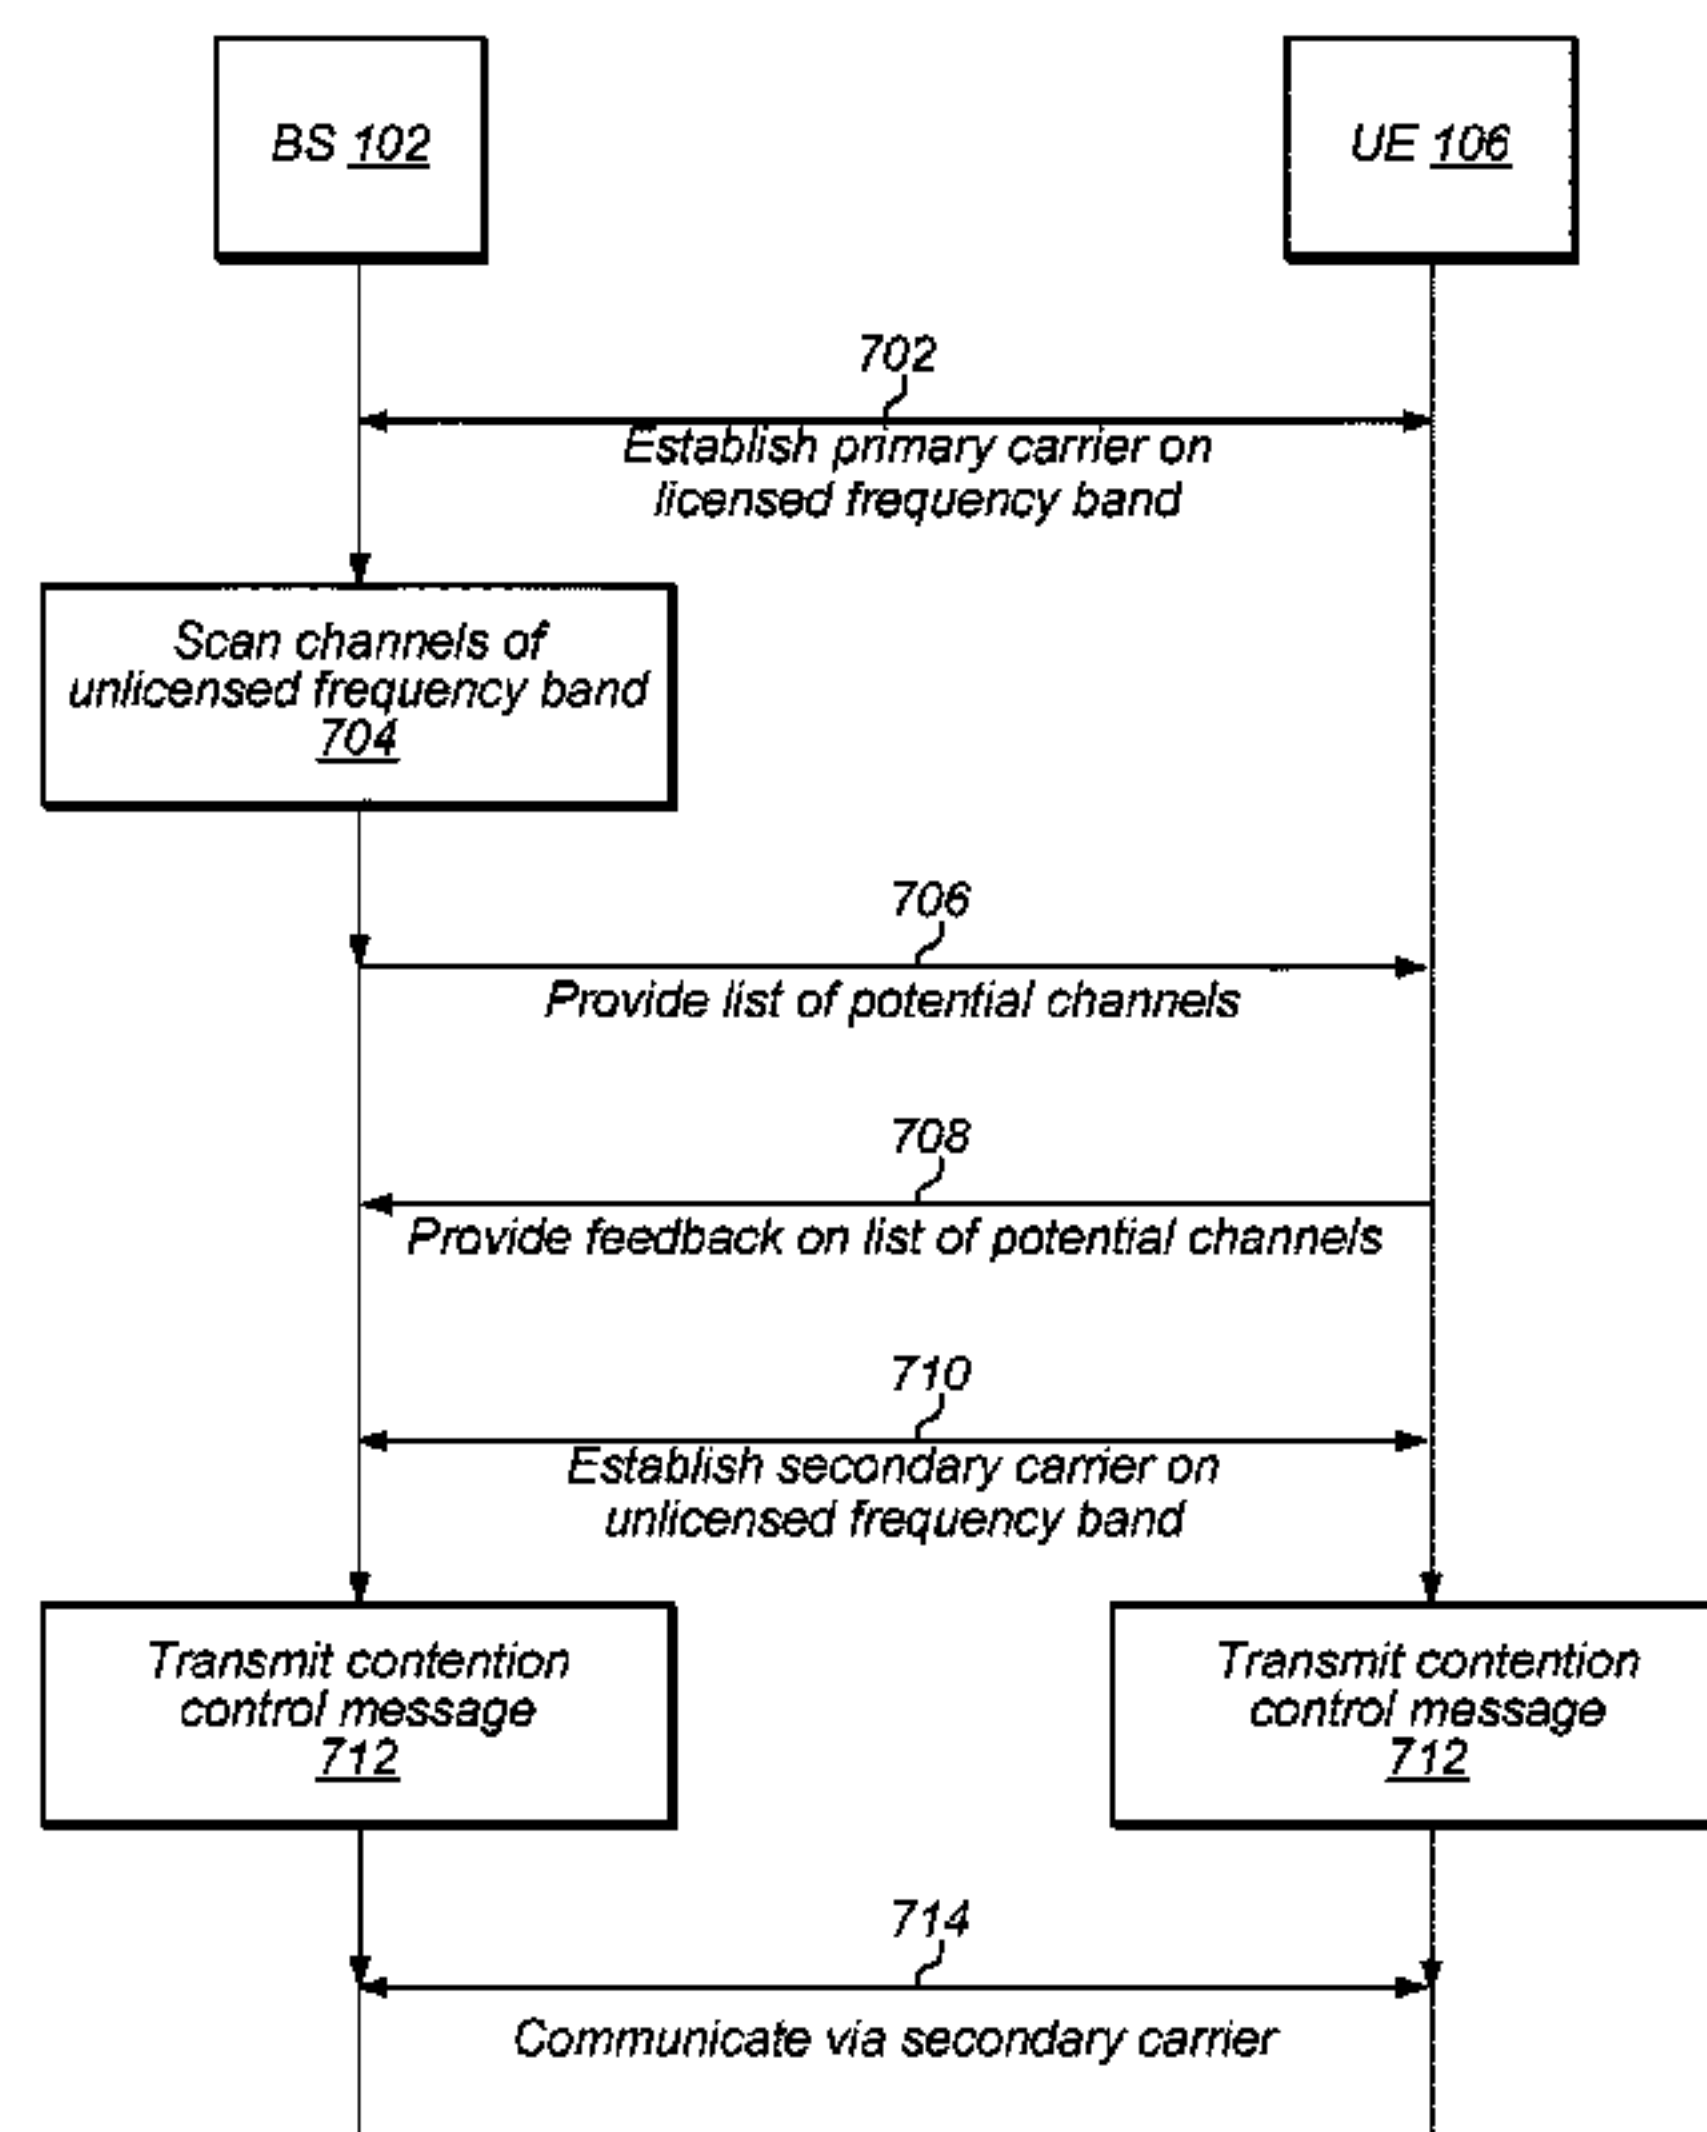 BS 102
UE 106
702
Establish primary carrier on
licensed frequency band
Scan channels of
unlicensed frequency band
704
706
Provide list of potential channels
708
Provide feedback on list of potential channels
710
Establish secondary carrier on
unlicensed frequency band
Transmit contention
control message
712
Transmit contention
control message
712
714
Communicate via secondary carrier